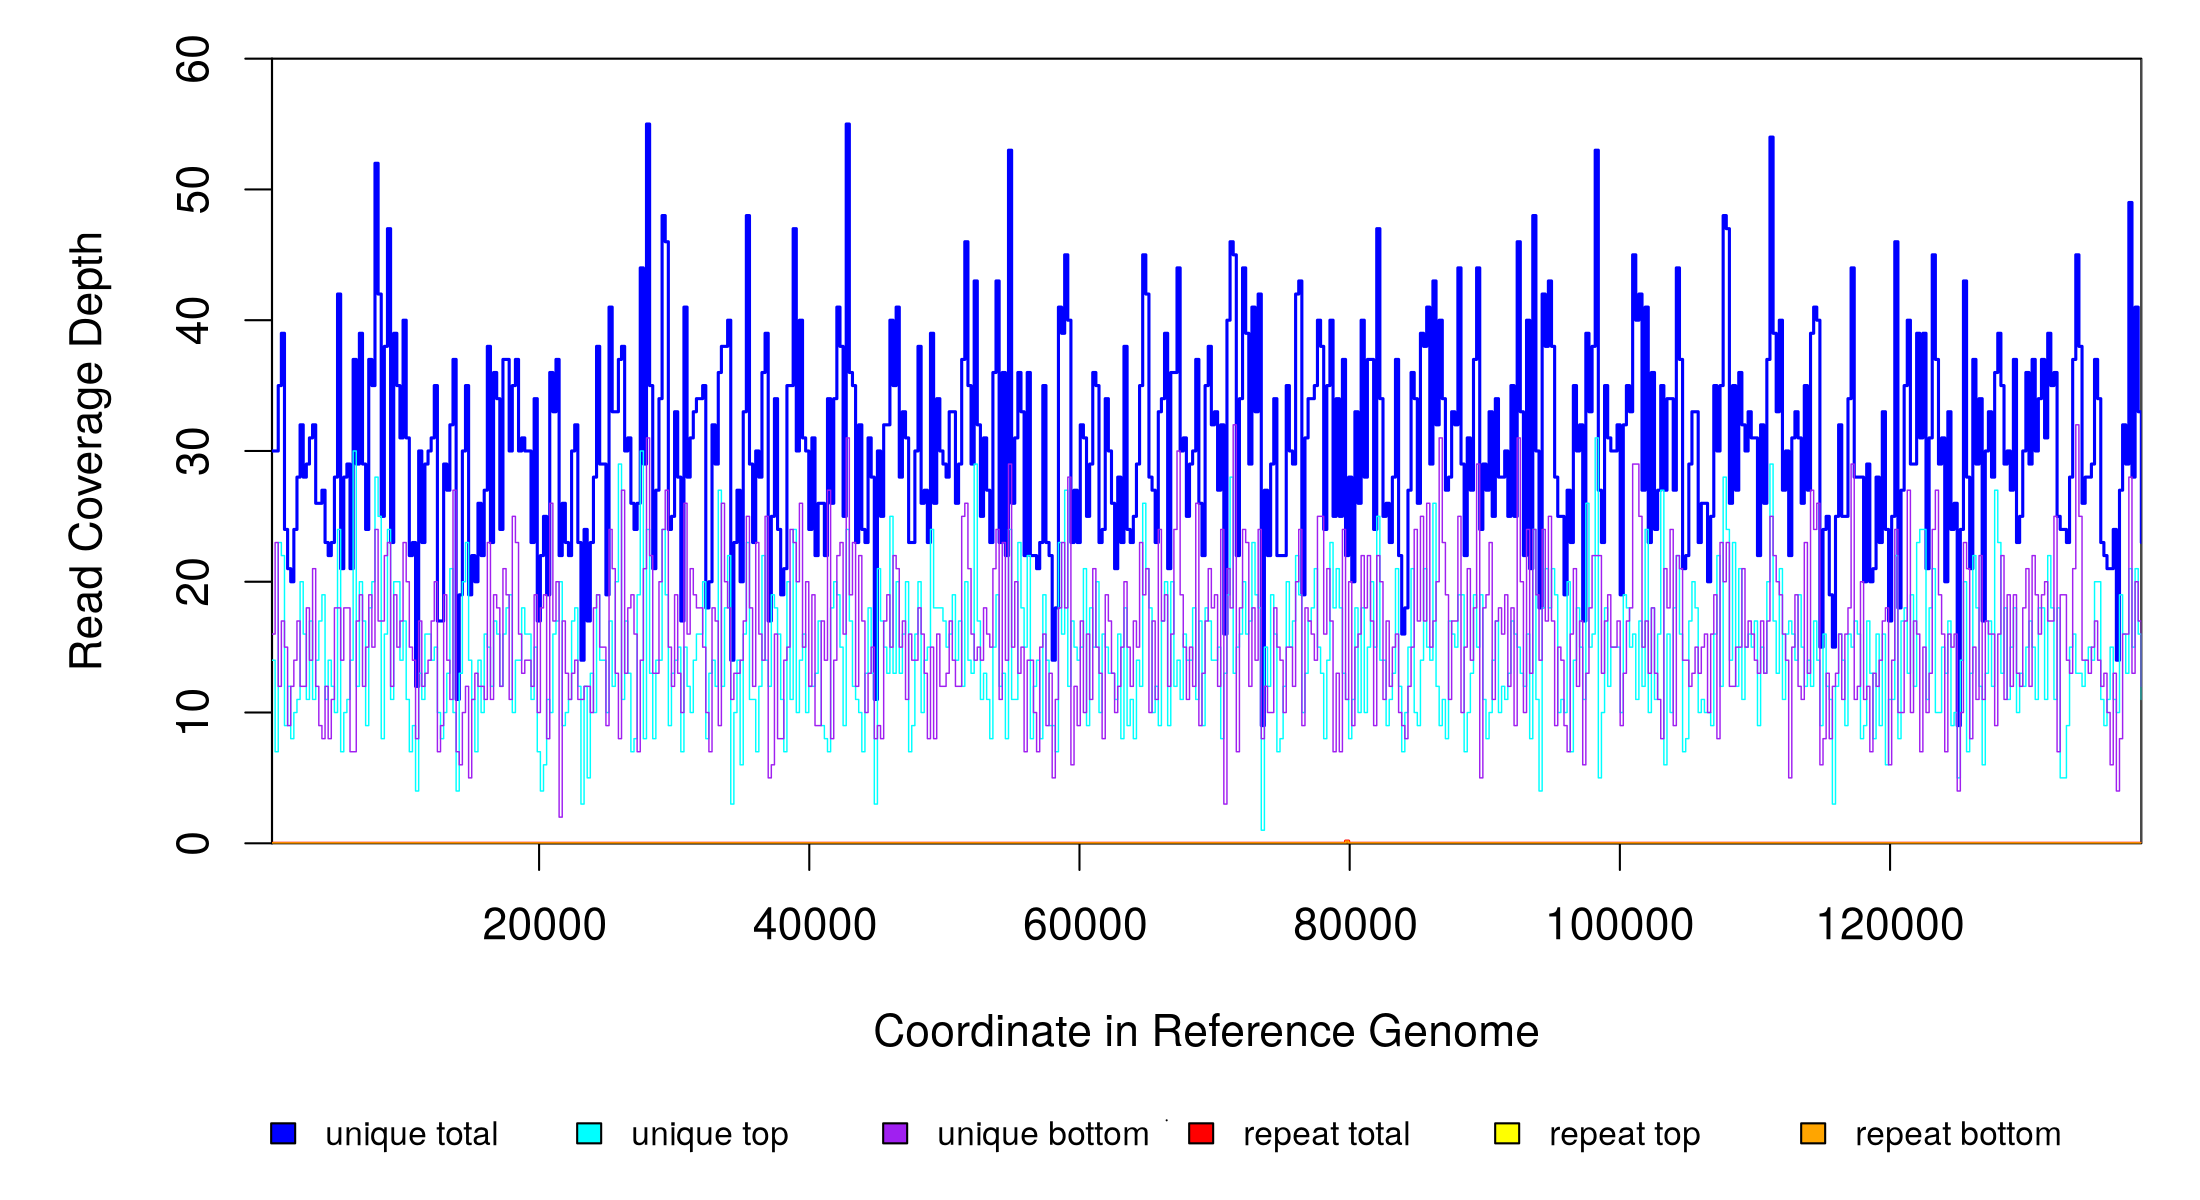 60
50
40
30
20
10
0
Read Coverage Depth
20000 40000 60000 80000 100000 120000
Coordinate in Reference Genome
unique total unique top unique bottom repeat total repeat top repeat bottom